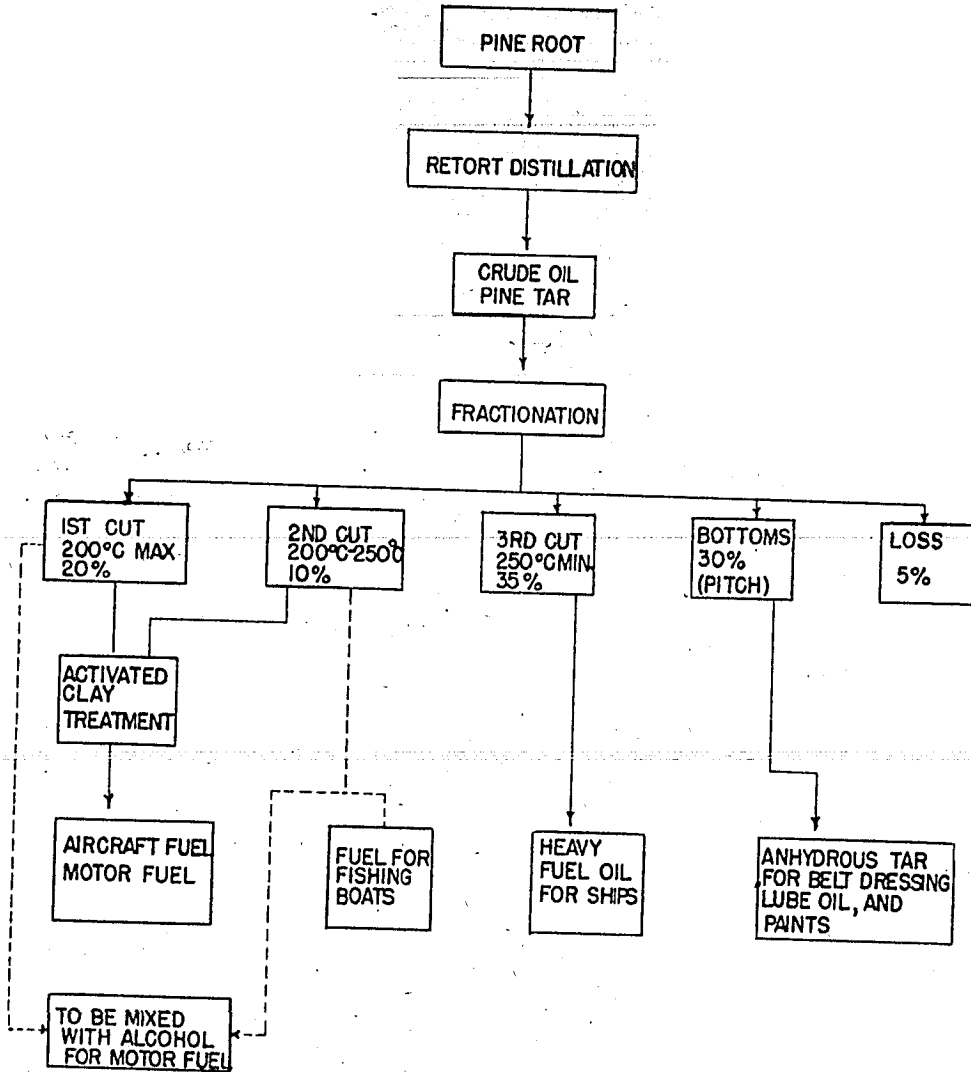 PINE ROOT
RETORT DISTILLATION
CRUDE OIL
PINE TAR
FRACTIONATION
1ST CUT
200°C MAX
20%
2ND CUT
200°C-250°C
10%
3RD CUT
250°C MIN.
35%
BOTTOMS
30%
(PITCH)
LOSS
5%
ACTIVATED
CLAY
TREATMENT
AIRCRAFT FUEL
MOTOR FUEL
FUEL FOR
FISHING
BOATS
HEAVY
FUEL OIL
FOR SHIPS
ANHYDROUS TAR
FOR BELT DRESSING
LUBE OIL, AND
PAINTS
TO BE MIXED
WITH ALCOHOL
FOR MOTOR FUEL